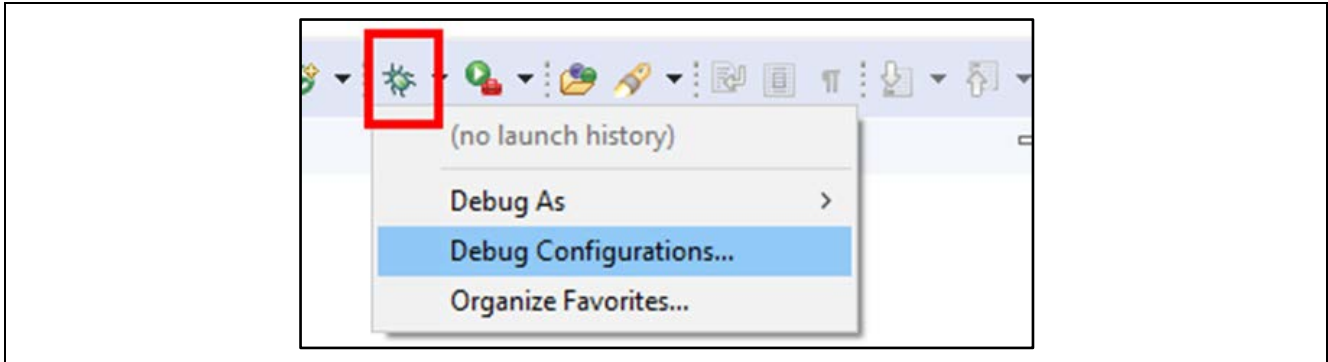 (no launch history)
Debug As
Debug Configurations...
Organize Favorites...